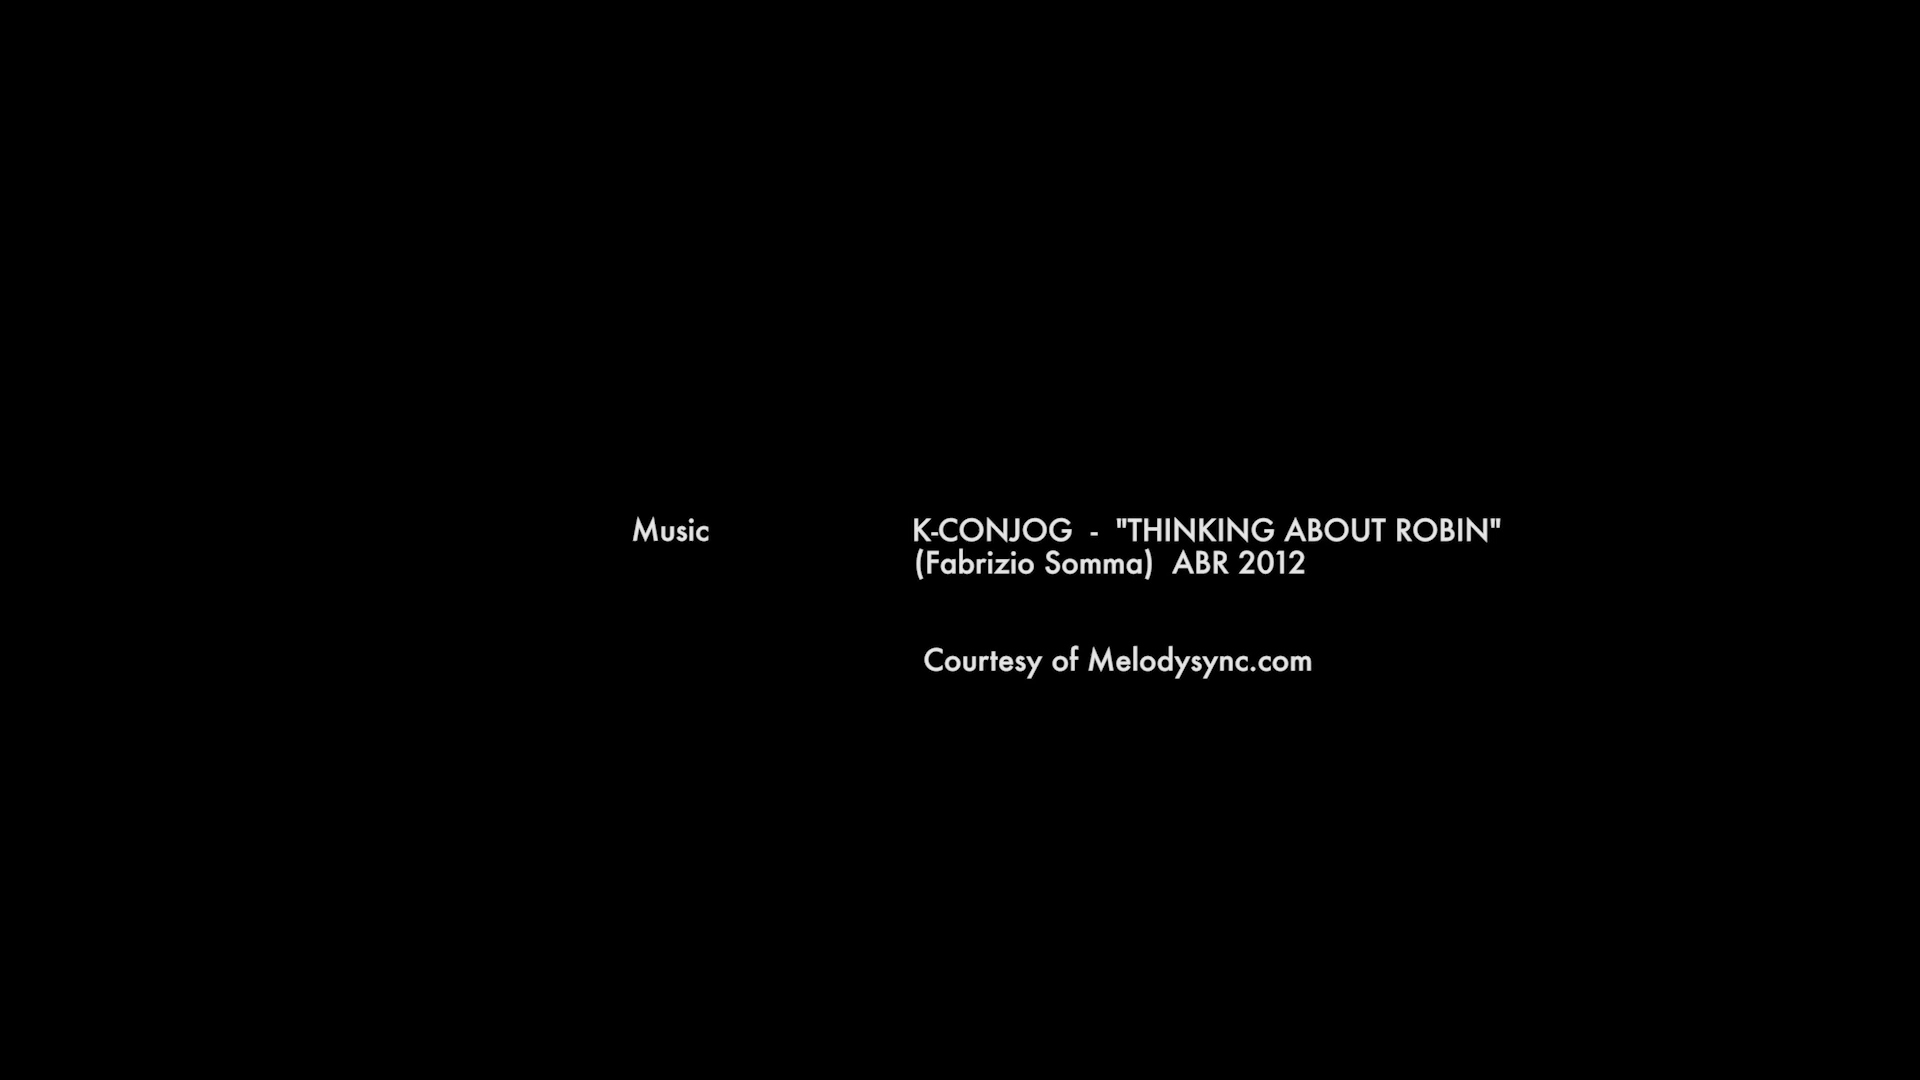 Music K-CONJOG - "THINKING ABOUT ROBIN"
(Fabrizio Somma) ABR 2012
Courtesy of Melodysync.com